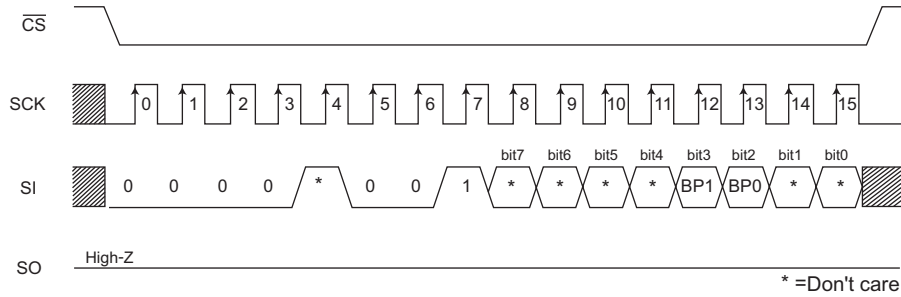 CS
SCK 0 1 2 3 4 5 6 7 8 9 10 11 12 13 14 15
bit7 bit6 bit5 bit4 bit3 bit2 bit1 bit0
SI 0 0 0 0 * 0 0 1 * * * * BP1 BP0 * *
High-Z
SO
* =Don't care